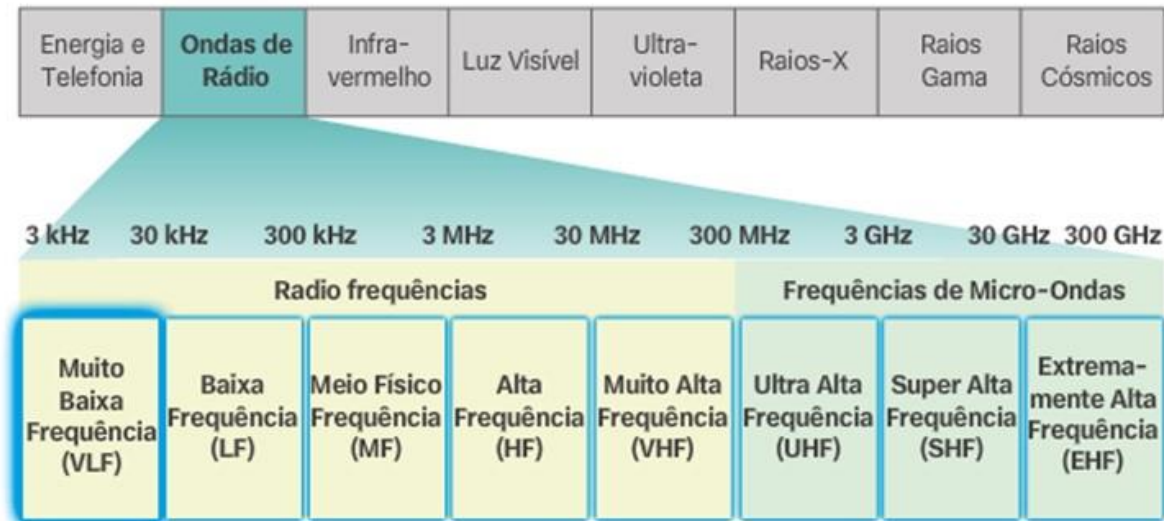 Energia e
Telefonia
Ondas de
Rádio
Infra-
vermelho
Luz Visível
Ultra-
violeta
Raios-X
Raios
Gama
Raios
Cósmicos
3 kHz 30 kHz 300 kHz 3 MHz 30 MHz 300 MHz 3 GHz 30 GHz 300 GHz
Radio frequências
Frequências de Micro-Ondas
Muito
Baixa
Frequência
(VLF)
Baixa
Frequência
(LF)
Meio Físico
Frequência
(MF)
Alta
Frequência
(HF)
Muito Alta
Frequência
(VHF)
Ultra Alta
Frequência
(UHF)
Super Alta
Frequência
(SHF)
Extrema-
mente Alta
Frequência
(EHF)